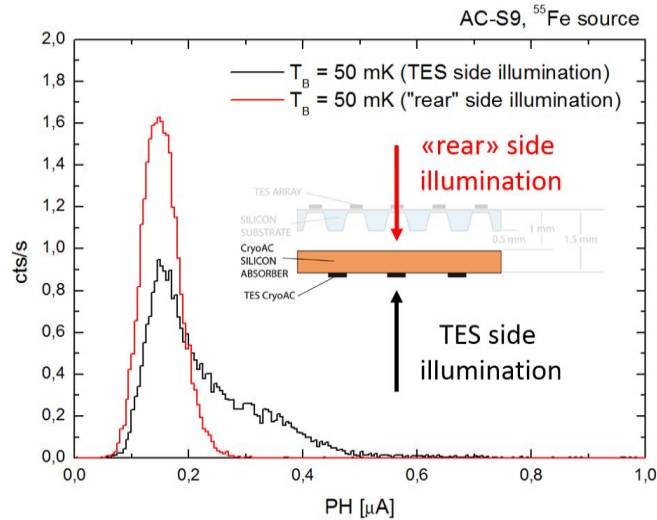 AC-S9, ⁵⁵Fe source
2,0
1,8
1,6
1,4
1,2
1,0
0,8
0,6
0,4
0,2
0,0
cts/s
T_B = 50 mK (TES side illumination)
T_B = 50 mK ("rear" side illumination)
«rear» side
illumination
TES ARRAY
SILICON
SUBSTRATE
CryoAC
SILICON
ABSORBER
TES CryoAC
1 mm
0.5 mm
1.5 mm
TES side
illumination
0,0 0,2 0,4 0,6 0,8 1,0
PH [µA]